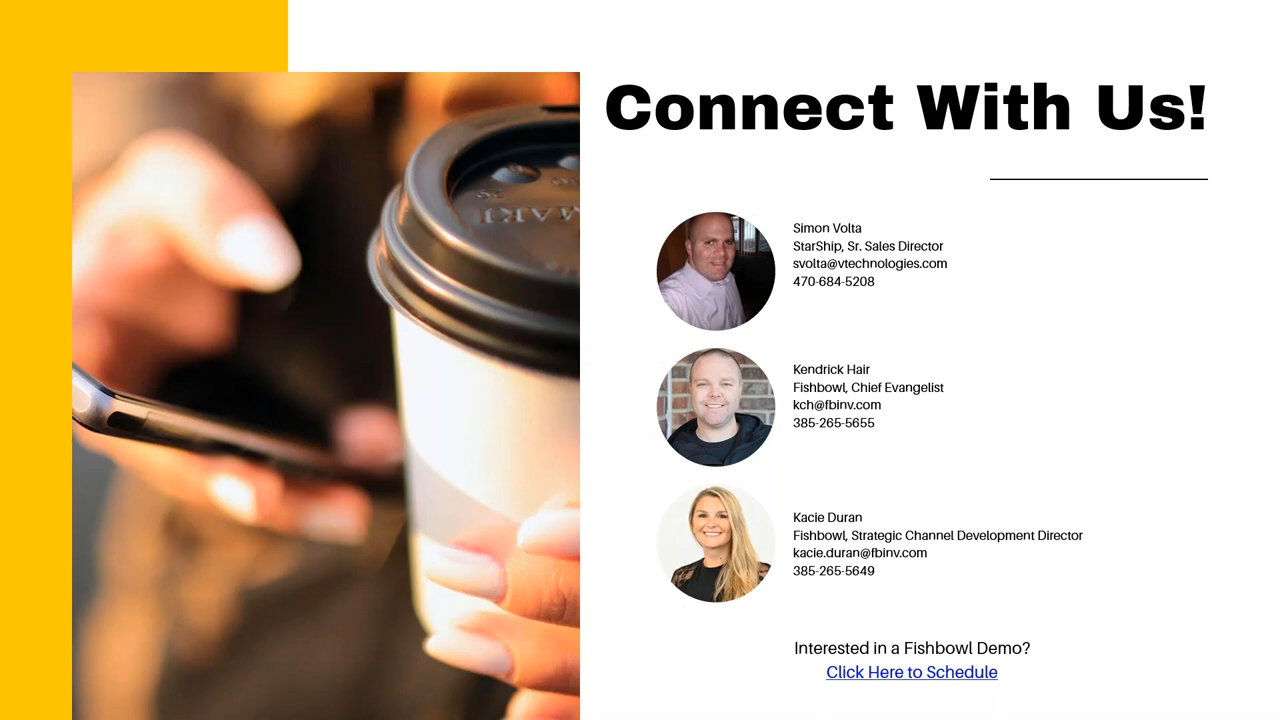 Connect With Us!
Simon Volta
StarShip, Sr. Sales Director
svolta@vtechnologies.com
470-684-5208
Kendrick Hair
Fishbowl, Chief Evangelist
kch@fbinv.com
385-265-5655
Kacie Duran
Fishbowl, Strategic Channel Development Director
kacie.duran@fbinv.com
385-265-5649
Interested in a Fishbowl Demo?
Click Here to Schedule